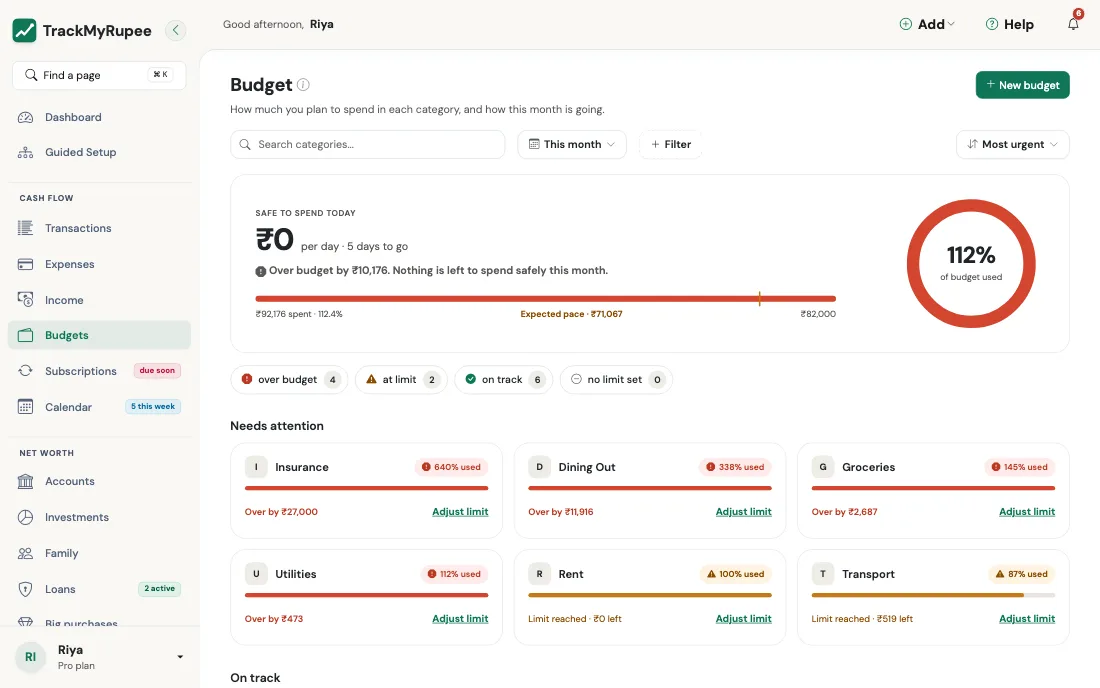 TrackMyRupee
Good afternoon, Riya
Add
Help
6
Find a page
⌘ K
Dashboard
Guided Setup
CASH FLOW
Transactions
Expenses
Income
Budgets
Subscriptions due soon
Calendar 5 this week
NET WORTH
Accounts
Investments
Family
Loans 2 active
Big purchases
RI
Riya
Pro plan
Budget
+ New budget
How much you plan to spend in each category, and how this month is going.
Search categories...
This month
+ Filter
Most urgent
SAFE TO SPEND TODAY
₹0 per day · 5 days to go
Over budget by ₹10,176. Nothing is left to spend safely this month.
₹92,176 spent · 112.4%
Expected pace · ₹71,067
₹82,000
112%
of budget used
over budget 4
at limit 2
on track 6
no limit set 0
Needs attention
I Insurance 640% used
Over by ₹27,000 Adjust limit
D Dining Out 338% used
Over by ₹11,916 Adjust limit
G Groceries 145% used
Over by ₹2,687 Adjust limit
U Utilities 112% used
Over by ₹473 Adjust limit
R Rent 100% used
Limit reached · ₹0 left Adjust limit
T Transport 87% used
Limit reached · ₹519 left Adjust limit
On track